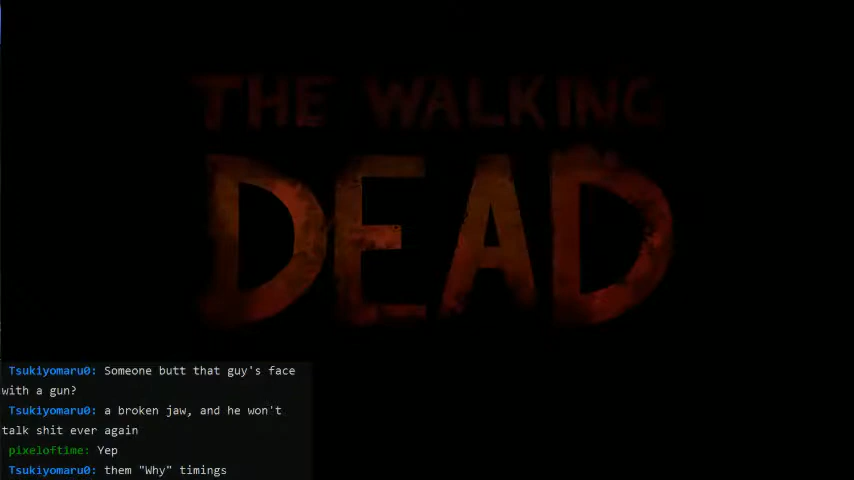 THE WALKING
DEAD
Tsukiyomaru0: Someone butt that guy's face
with a gun?
Tsukiyomaru0: a broken jaw, and he won't
talk shit ever again
pixeloftime: Yep
Tsukiyomaru0: them "Why" timings